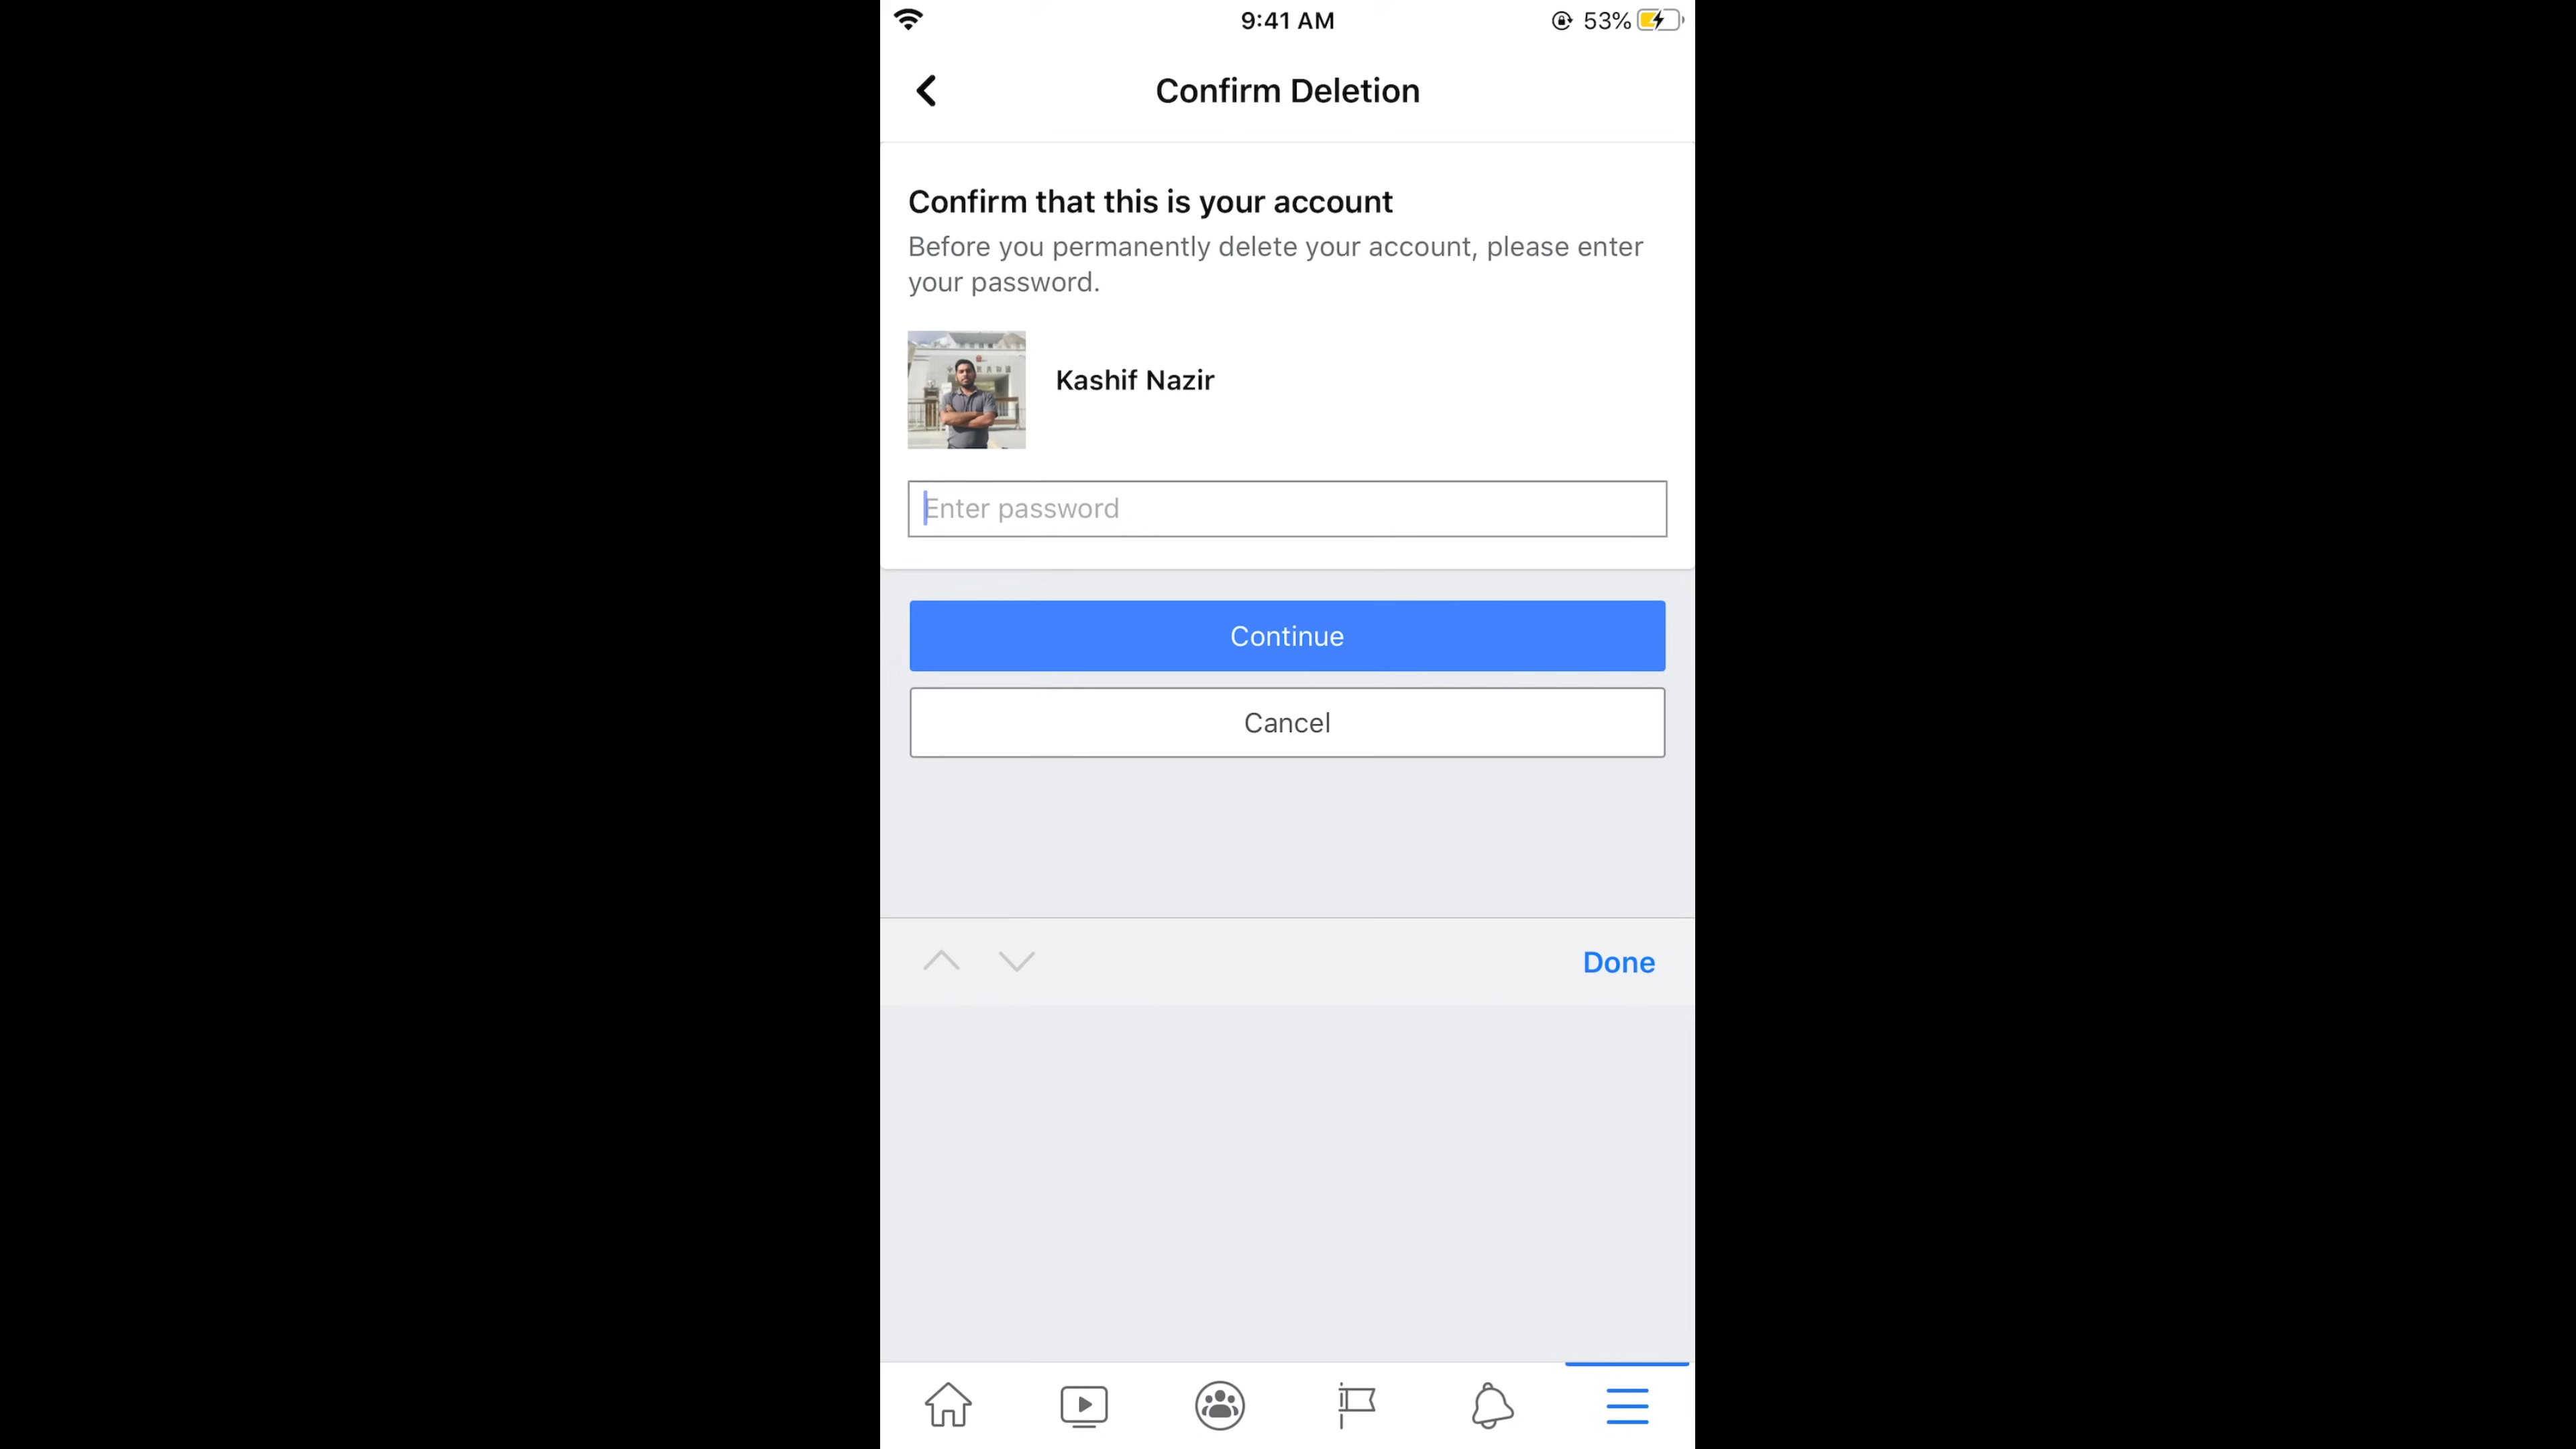 9:41 AM
53%
Confirm Deletion
Confirm that this is your account
Before you permanently delete your account, please enter
your password.
Kashif Nazir
Enter password
Continue
Cancel
Done